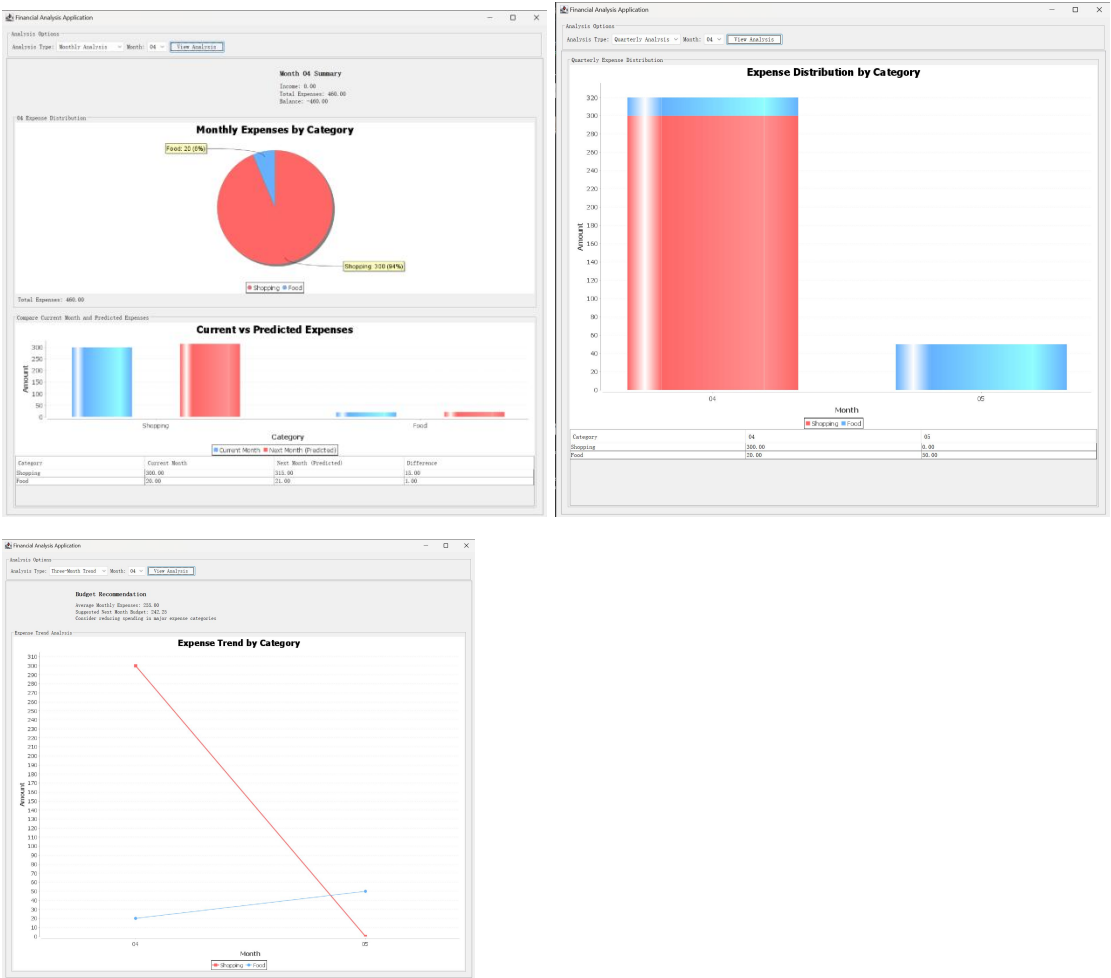 Financial Analysis Application
Analysis Options
Analysis Type: Monthly Analysis Month: 04 View Analysis
Month 04 Summary
Income: 0.00
Total Expenses: 460.00
Balance: -460.00
04 Expense Distribution
Monthly Expenses by Category
Food: 20 (6%)
Shopping: 300 (94%)
Shopping Food
Total Expenses: 460.00
Compare Current Month and Predicted Expenses
Current vs Predicted Expenses
300
250
200
150
100
50
0
Amount
Shopping Food
Category
Current Month Next Month (Predicted)
Category Current Month Next Month (Predicted) Difference
Shopping 300.00 315.00 15.00
Food 20.00 21.00 1.00
Financial Analysis Application
Analysis Options
Analysis Type: Quarterly Analysis Month: 04 View Analysis
Quarterly Expense Distribution
Expense Distribution by Category
320
300
280
260
240
220
200
180
160
140
120
100
80
60
40
20
0
Amount
04 05
Month
Shopping Food
Category 04 05
Shopping 300.00 0.00
Food 20.00 50.00
Financial Analysis Application
Analysis Options
Analysis Type: Three-Month Trend Month: 04 View Analysis
Budget Recommendation
Average Monthly Expenses: 255.00
Suggested Next Month Budget: 242.25
Consider reducing spending in major expense categories
Expense Trend Analysis
Expense Trend by Category
310
300
290
280
270
260
250
240
230
220
210
200
190
180
170
160
150
140
130
120
110
100
90
80
70
60
50
40
30
20
10
0
Amount
04 05
Month
Shopping Food